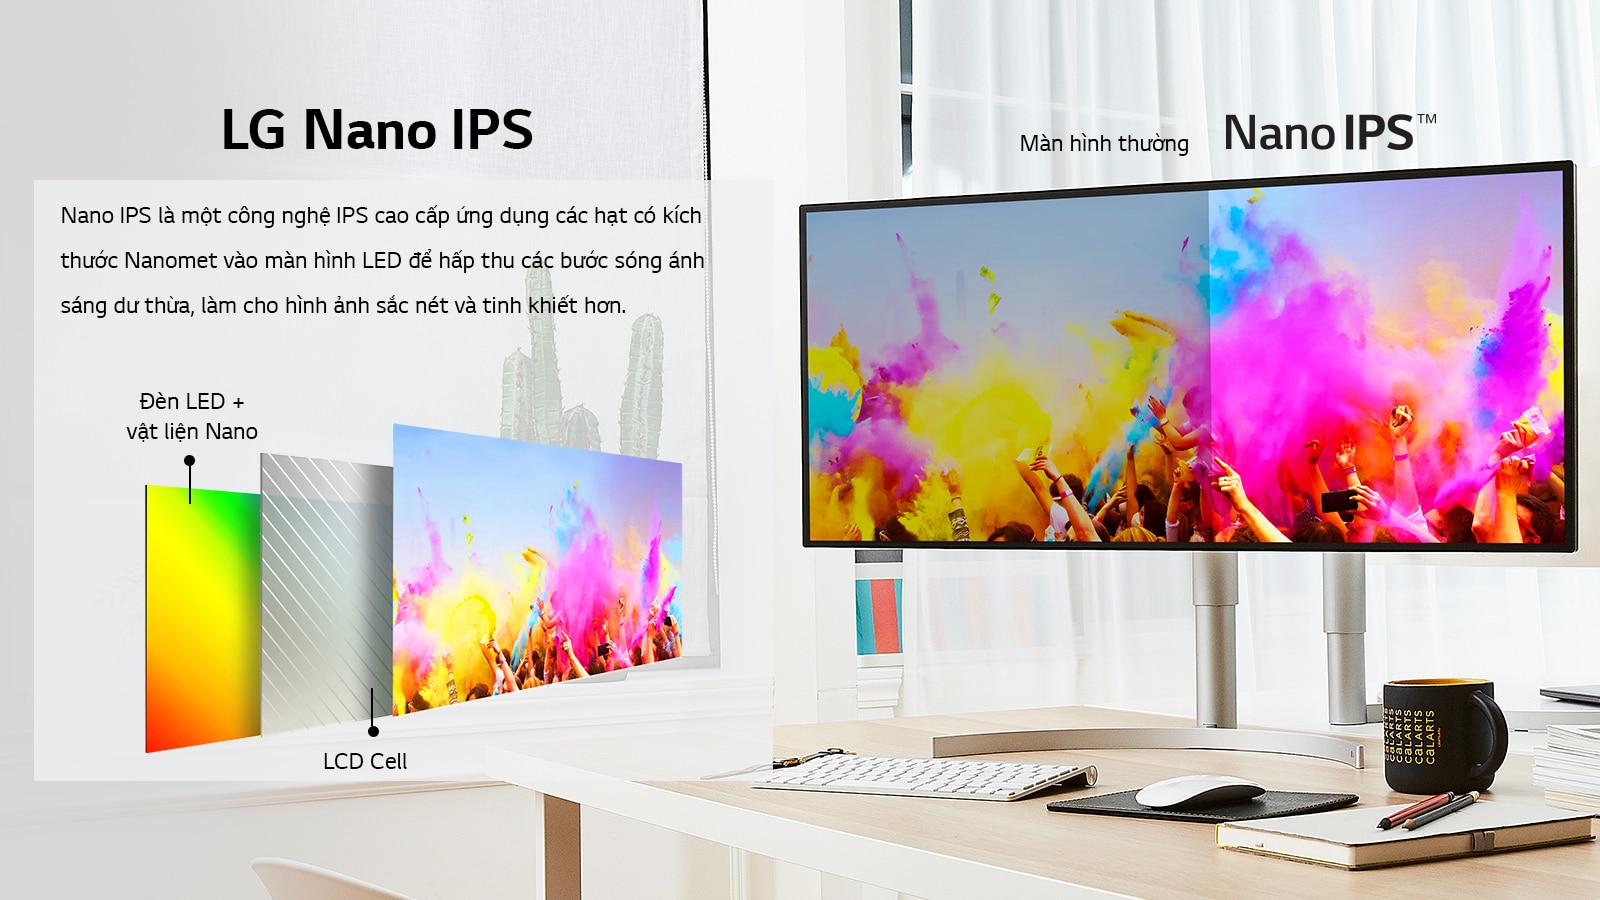 LG Nano IPS
Nano IPS là một công nghệ IPS cao cấp ứng dụng các hạt có kích
thước Nanomet vào màn hình LED để hấp thu các bước sóng ánh
sáng dư thừa, làm cho hình ảnh sắc nét và tinh khiết hơn.
Đèn LED +
vật liện Nano
LCD Cell
Màn hình thường
Nano IPS™
CALARTS
CALARTS
CALARTS
CALARTS
CALARTS